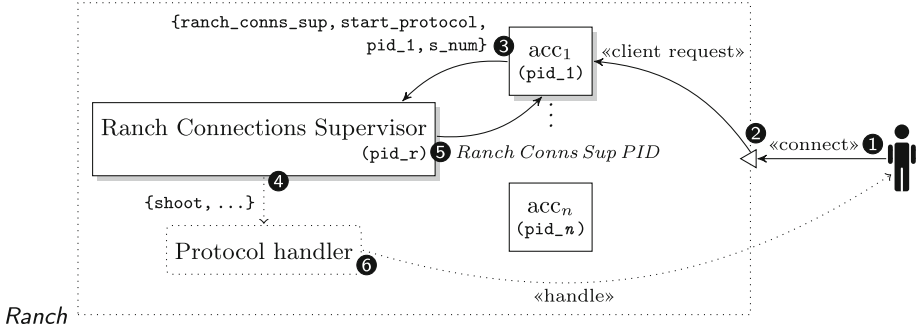 {ranch_conns_sup, start_protocol,
pid_1, s_num} 3
acc1
(pid_1)
«client request»
2
«connect» 1
Ranch Connections Supervisor
(pid_r) 5
Ranch Conns Sup PID
4
{shoot, ...}
accn
(pid_n)
Protocol handler
6
«handle»
Ranch